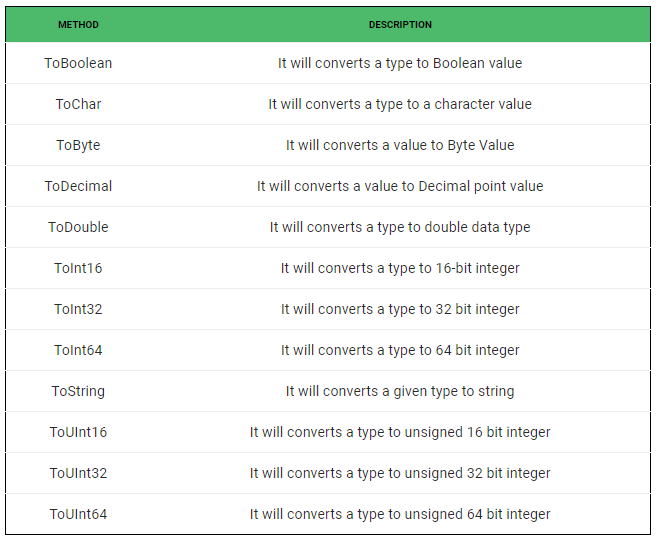 METHOD DESCRIPTION
ToBoolean It will converts a type to Boolean value
ToChar It will converts a type to a character value
ToByte It will converts a value to Byte Value
ToDecimal It will converts a value to Decimal point value
ToDouble It will converts a type to double data type
ToInt16 It will converts a type to 16-bit integer
ToInt32 It will converts a type to 32 bit integer
ToInt64 It will converts a type to 64 bit integer
ToString It will converts a given type to string
ToUInt16 It will converts a type to unsigned 16 bit integer
ToUInt32 It will converts a type to unsigned 32 bit integer
ToUInt64 It will converts a type to unsigned 64 bit integer